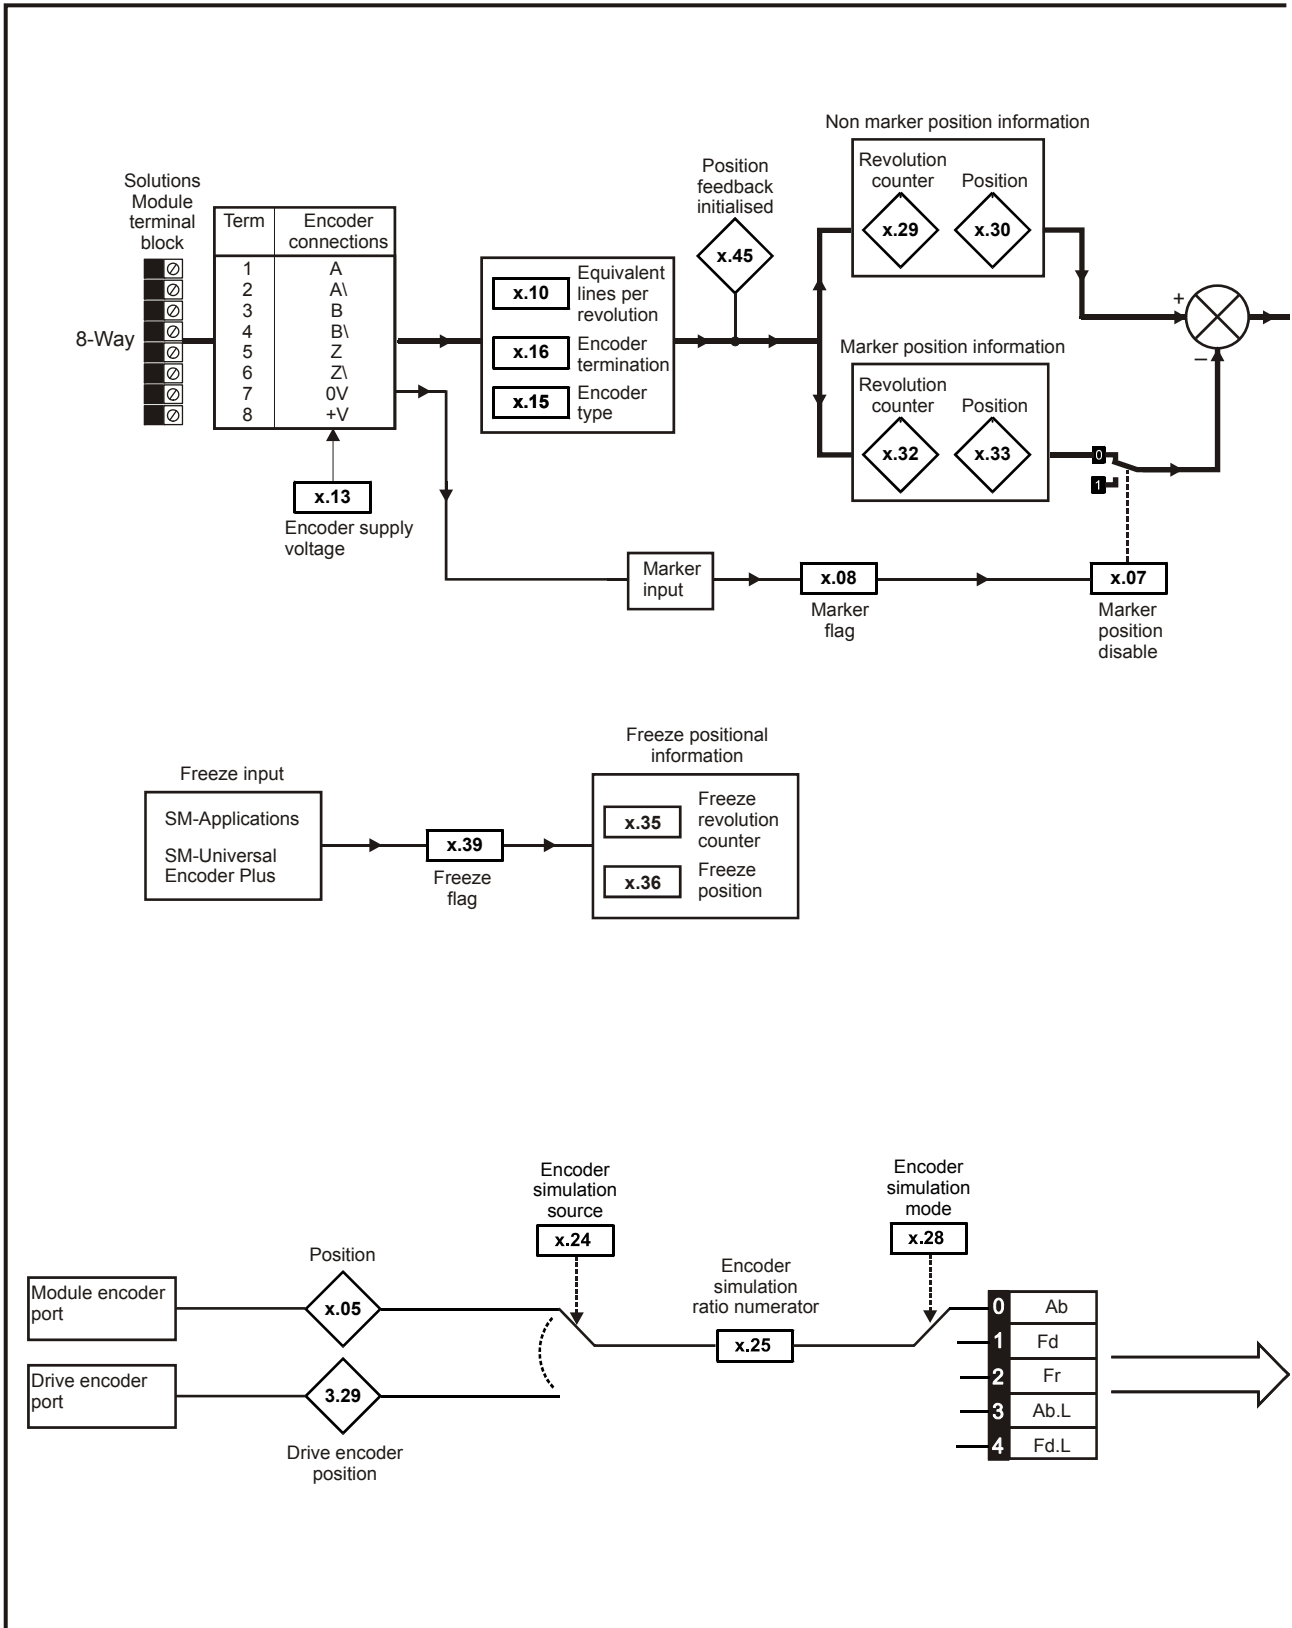 Non marker position information
Revolution
counter
Position
x.29
x.30
Position
feedback
initialised
x.45
Solutions
Module
terminal
block
8-Way
Term
Encoder
connections
1 A
2 A\
3 B
4 B\
5 Z
6 Z\
7 0V
8 +V
x.10
Equivalent
lines per
revolution
x.16
Encoder
termination
x.15
Encoder
type
+
–
Marker position information
Revolution
counter
Position
x.32
x.33
0
1
x.13
Encoder supply
voltage
Marker
input
x.08
Marker
flag
x.07
Marker
position
disable
Freeze input
SM-Applications
SM-Universal
Encoder Plus
x.39
Freeze
flag
Freeze positional
information
x.35
Freeze
revolution
counter
x.36
Freeze
position
Encoder
simulation
source
x.24
Encoder
simulation
mode
x.28
Module encoder
port
Position
x.05
Drive encoder
port
3.29
Drive encoder
position
Encoder
simulation
ratio numerator
x.25
0 Ab
1 Fd
2 Fr
3 Ab.L
4 Fd.L